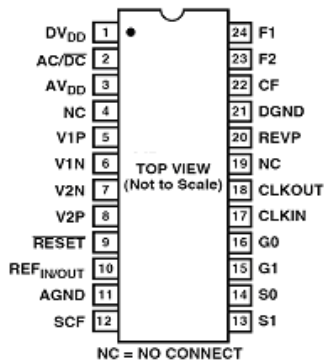 DVDD 1 24 F1
AC/DC 2 23 F2
AVDD 3 22 CF
NC 4 21 DGND
V1P 5 20 REVP
V1N 6 19 NC
TOP VIEW
(Not to Scale)
V2N 7 18 CLKOUT
V2P 8 17 CLKIN
RESET 9 16 G0
REFIN/OUT 10 15 G1
AGND 11 14 S0
SCF 12 13 S1
NC = NO CONNECT